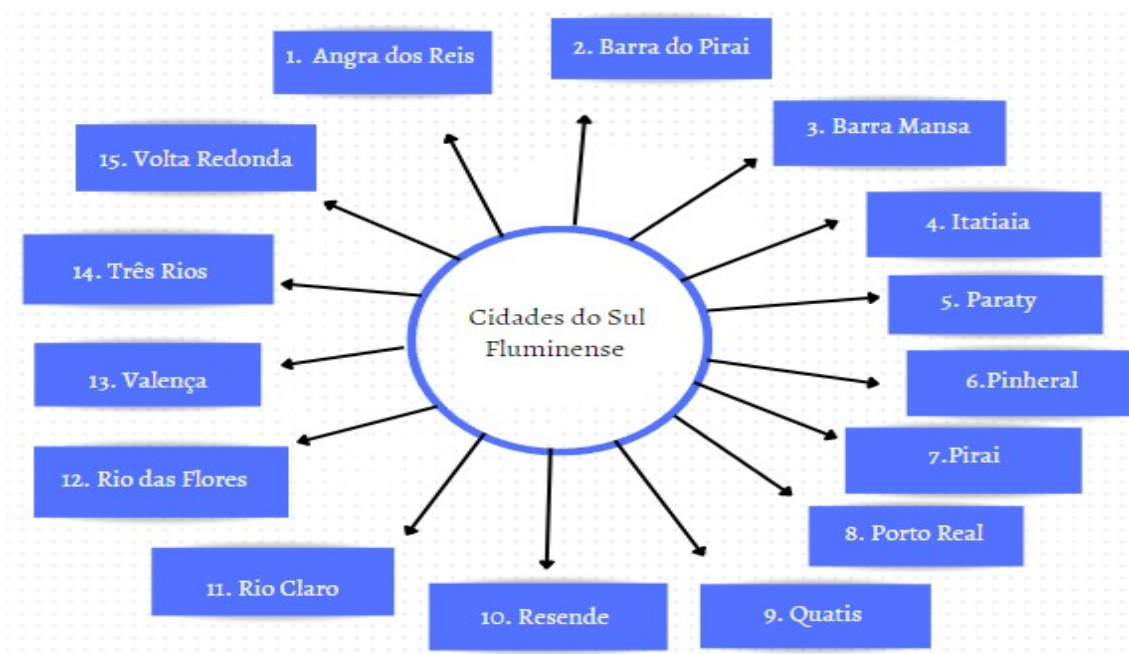 1. Angra dos Reis
2. Barra do Pirai
3. Barra Mansa
4. Itatiaia
5. Paraty
6.Pinheral
7.Pirai
8. Porto Real
9. Quatis
10. Resende
11. Rio Claro
12. Rio das Flores
13. Valença
14. Três Rios
15. Volta Redonda
Cidades do Sul
Fluminense